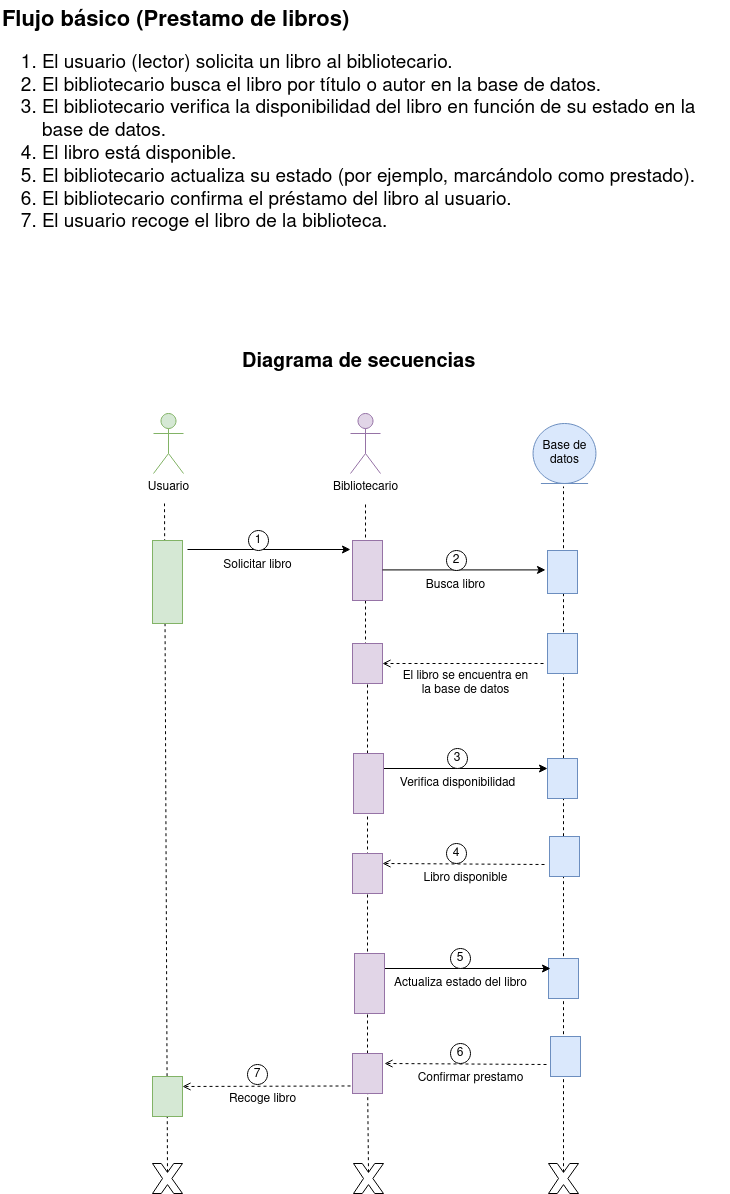 Flujo básico (Prestamo de libros)
1. El usuario (lector) solicita un libro al bibliotecario.
2. El bibliotecario busca el libro por título o autor en la base de datos.
3. El bibliotecario verifica la disponibilidad del libro en función de su estado en la
base de datos.
4. El libro está disponible.
5. El bibliotecario actualiza su estado (por ejemplo, marcándolo como prestado).
6. El bibliotecario confirma el préstamo del libro al usuario.
7. El usuario recoge el libro de la biblioteca.
Diagrama de secuencias
Usuario
Bibliotecario
Base de
datos
1
Solicitar libro
2
Busca libro
El libro se encuentra en
la base de datos
3
Verifica disponibilidad
4
Libro disponible
5
Actualiza estado del libro
6
Confirmar prestamo
7
Recoge libro